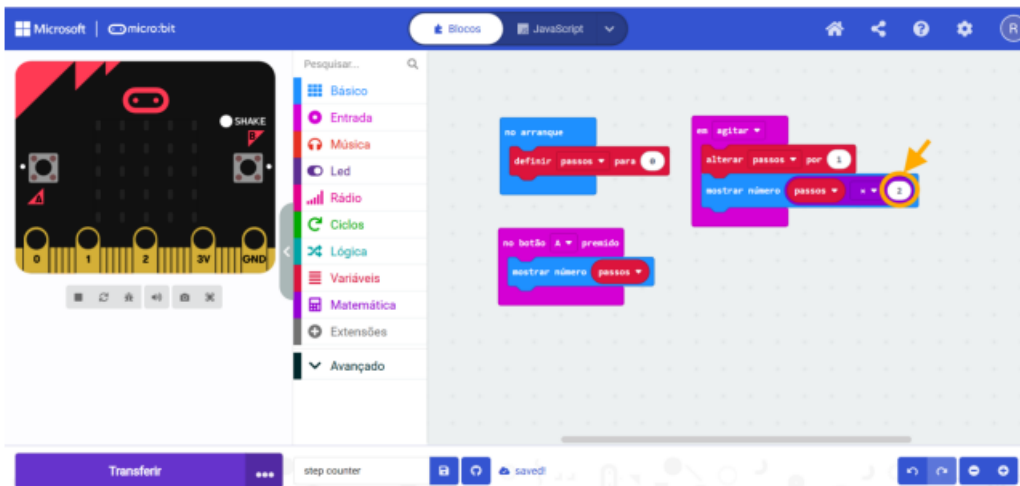 Microsoft | micro:bit
Blocos
JavaScript
R
SHAKE
B
A
0 1 2 3V GND
Pesquisar...
Básico
Entrada
Música
Led
Rádio
Ciclos
Lógica
Variáveis
Matemática
Extensões
Avançado
no arranque
definir passos para 0
em agitar
alterar passos por 1
mostrar número passos × 2
no botão A premido
mostrar número passos
Transferir ...
step counter
saved!